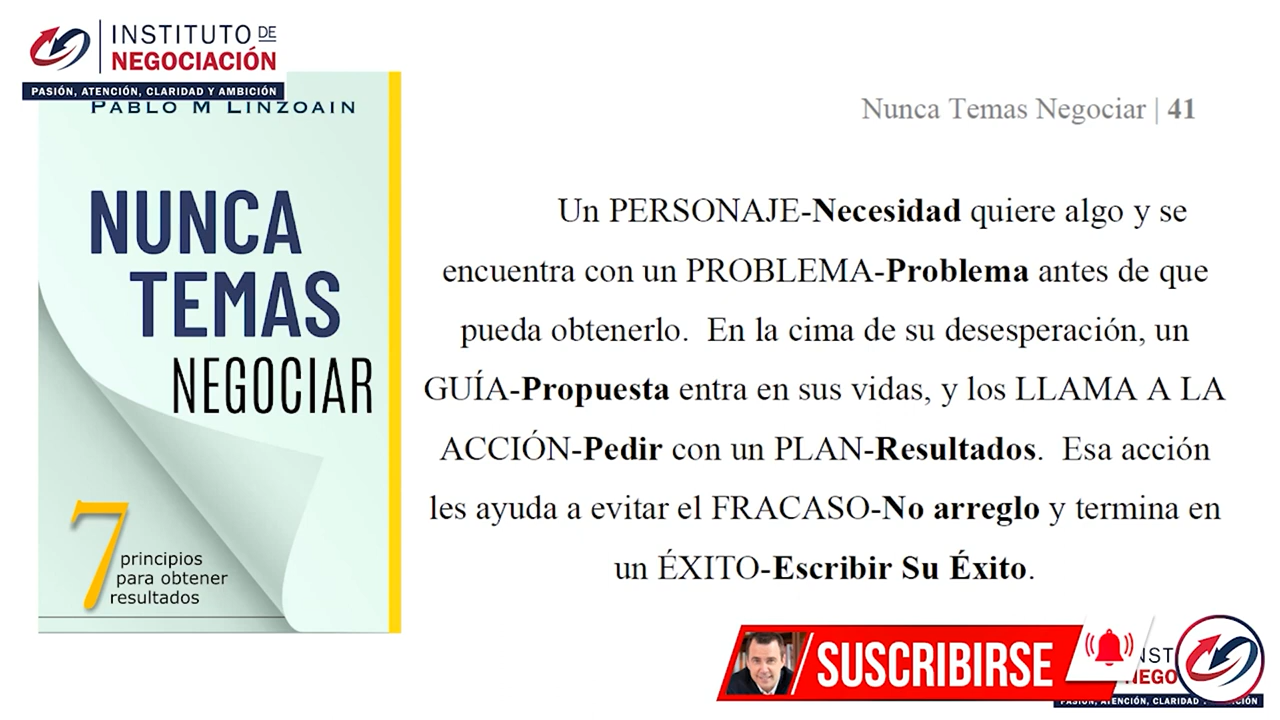 INSTITUTO DE
NEGOCIACIÓN
PASIÓN, ATENCIÓN, CLARIDAD Y AMBICIÓN
PABLO M LINZOAIN
NUNCA
TEMAS
NEGOCIAR
7
principios
para obtener
resultados
Nunca Temas Negociar | 41
Un PERSONAJE-Necesidad quiere algo y se
encuentra con un PROBLEMA-Problema antes de que
pueda obtenerlo. En la cima de su desesperación, un
GUÍA-Propuesta entra en sus vidas, y los LLAMA A LA
ACCIÓN-Pedir con un PLAN-Resultados. Esa acción
les ayuda a evitar el FRACASO-No arreglo y termina en
un ÉXITO-Escribir Su Éxito.
SUSCRIBIRSE